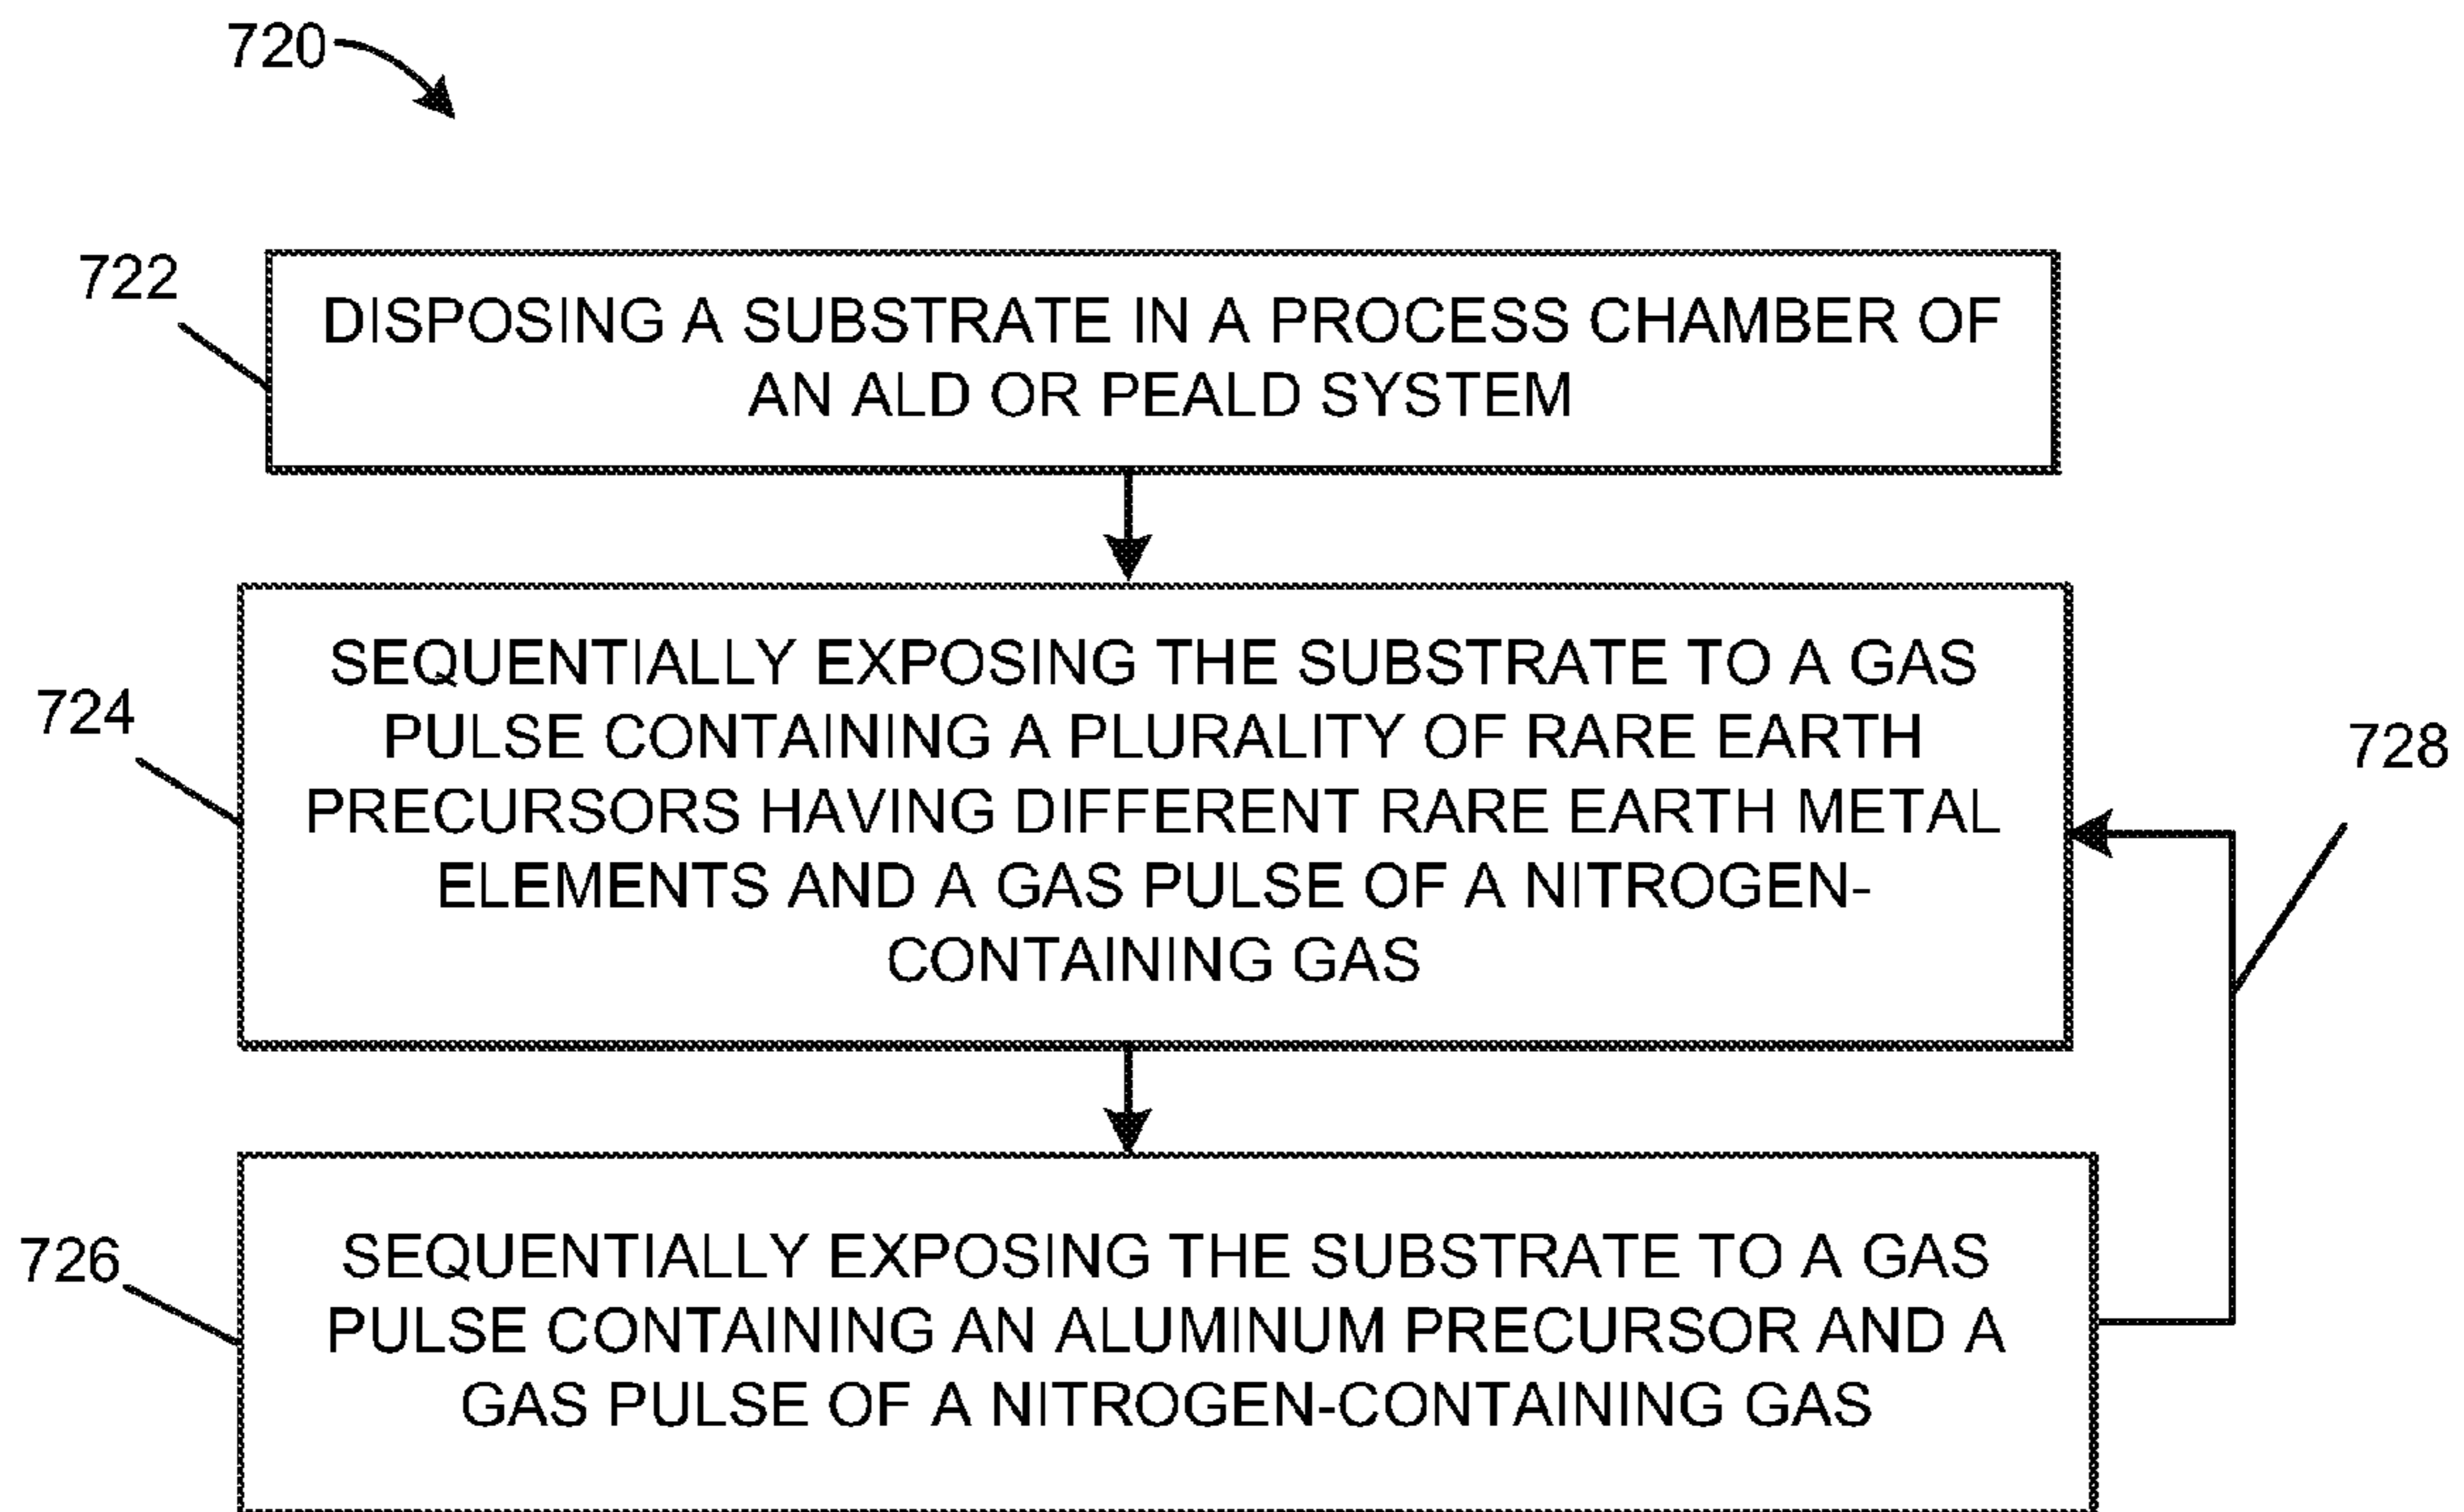 720
722
DISPOSING A SUBSTRATE IN A PROCESS CHAMBER OF
AN ALD OR PEALD SYSTEM
724
SEQUENTIALLY EXPOSING THE SUBSTRATE TO A GAS
PULSE CONTAINING A PLURALITY OF RARE EARTH
PRECURSORS HAVING DIFFERENT RARE EARTH METAL
ELEMENTS AND A GAS PULSE OF A NITROGEN-
CONTAINING GAS
728
726
SEQUENTIALLY EXPOSING THE SUBSTRATE TO A GAS
PULSE CONTAINING AN ALUMINUM PRECURSOR AND A
GAS PULSE OF A NITROGEN-CONTAINING GAS